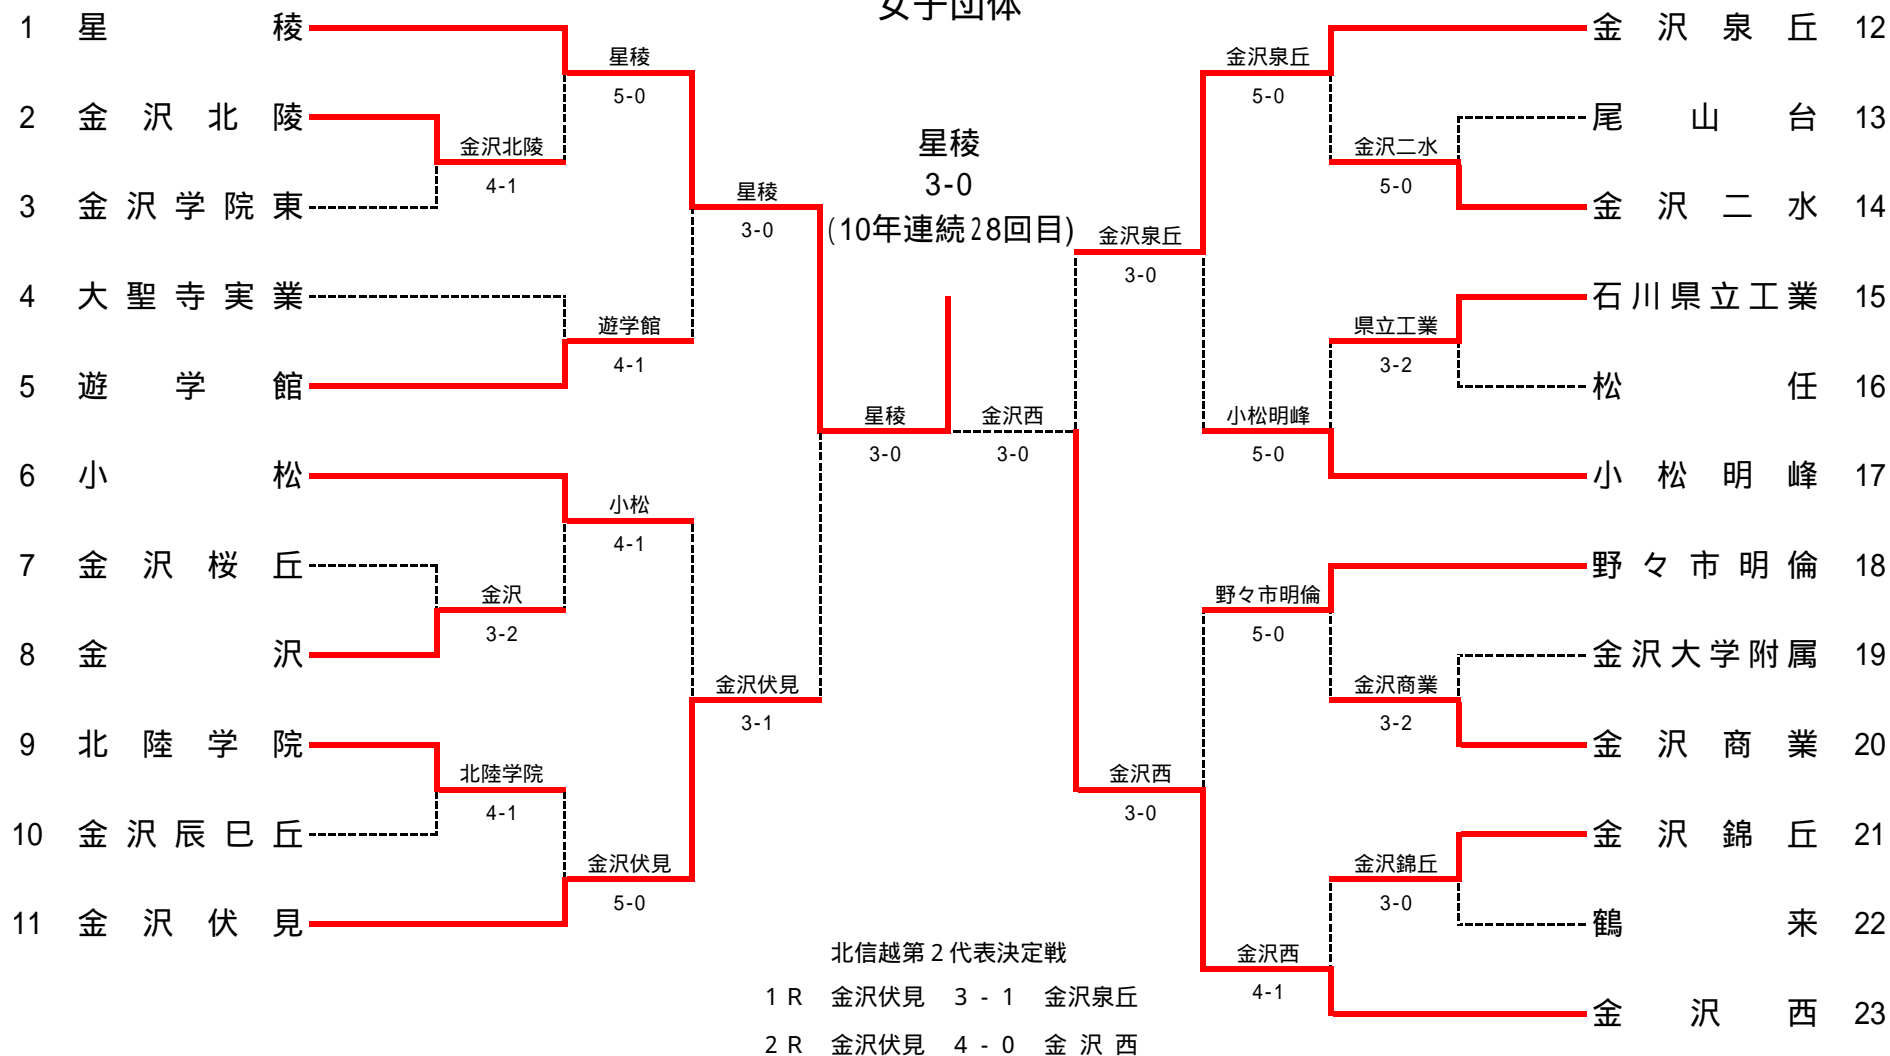 女子団体
1 星稜
2 金沢北陵
3 金沢学院東
4 大聖寺実業
5 遊学館
6 小松
7 金沢桜丘
8 金沢
9 北陸学院
10 金沢辰巳丘
11 金沢伏見
金沢北陵
4-1
金沢
3-2
北陸学院
4-1
星稜
5-0
遊学館
4-1
小松
4-1
金沢伏見
5-0
星稜
3-0
金沢伏見
3-1
星稜
3-0
星稜
3-0
(10年連続28回目)
金沢西
3-0
金沢泉丘
3-0
金沢西
3-0
金沢泉丘
5-0
小松明峰
5-0
野々市明倫
5-0
金沢西
4-1
金沢二水
5-0
県立工業
3-2
金沢商業
3-2
金沢錦丘
3-0
金沢泉丘 12
尾山台 13
金沢二水 14
石川県立工業 15
松任 16
小松明峰 17
野々市明倫 18
金沢大学附属 19
金沢商業 20
金沢錦丘 21
鶴来 22
金沢西 23
北信越第2代表決定戦
1R 金沢伏見 3-1 金沢泉丘
2R 金沢伏見 4-0 金沢西